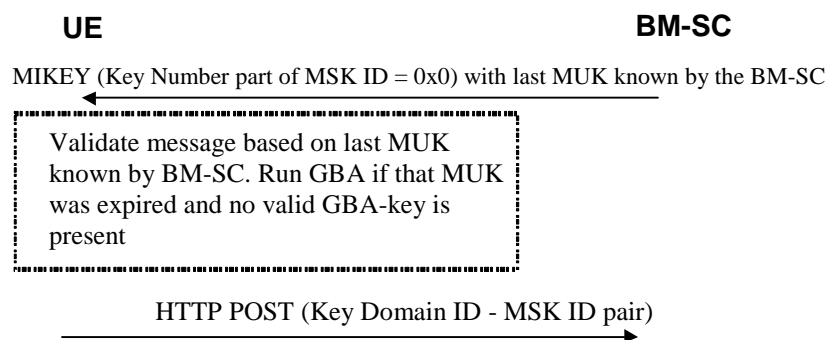 UE BM-SC
MIKEY (Key Number part of MSK ID = 0x0) with last MUK known by the BM-SC
Validate message based on last MUK
known by BM-SC. Run GBA if that MUK
was expired and no valid GBA-key is
present
HTTP POST (Key Domain ID - MSK ID pair)